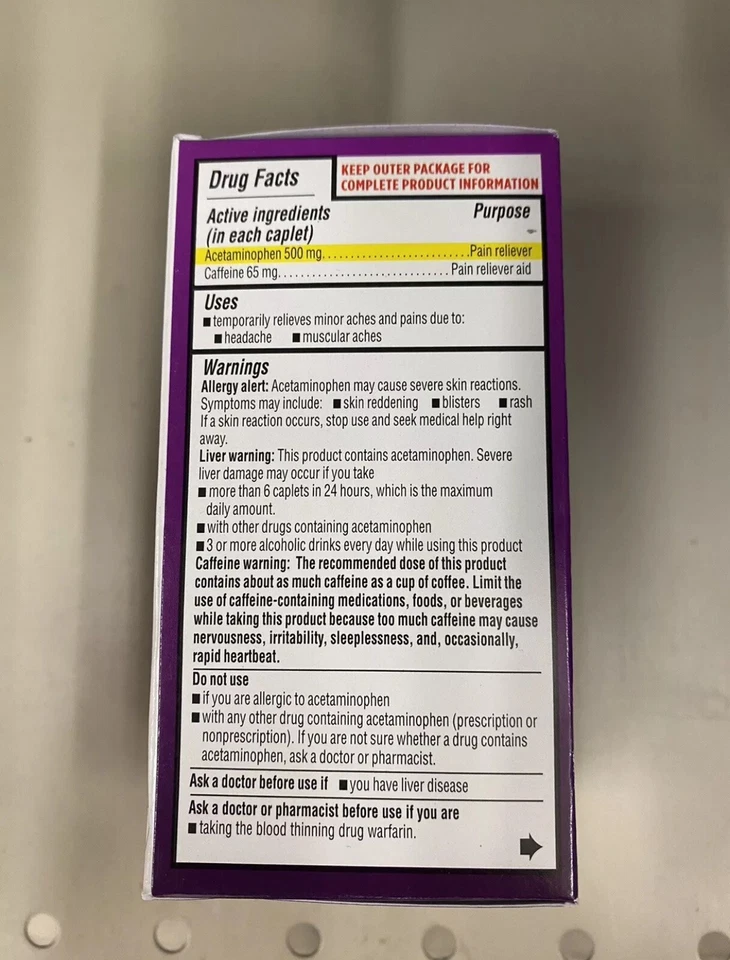 Drug Facts
KEEP OUTER PACKAGE FOR
COMPLETE PRODUCT INFORMATION
Active ingredients
(in each caplet)
Purpose
Acetaminophen 500 mg..........................Pain reliever
Caffeine 65 mg..............................Pain reliever aid
Uses
■ temporarily relieves minor aches and pains due to:
■ headache ■ muscular aches
Warnings
Allergy alert: Acetaminophen may cause severe skin reactions.
Symptoms may include: ■ skin reddening ■ blisters ■ rash
If a skin reaction occurs, stop use and seek medical help right
away.
Liver warning: This product contains acetaminophen. Severe
liver damage may occur if you take
■ more than 6 caplets in 24 hours, which is the maximum
daily amount.
■ with other drugs containing acetaminophen
■ 3 or more alcoholic drinks every day while using this product
Caffeine warning: The recommended dose of this product
contains about as much caffeine as a cup of coffee. Limit the
use of caffeine-containing medications, foods, or beverages
while taking this product because too much caffeine may cause
nervousness, irritability, sleeplessness, and, occasionally,
rapid heartbeat.
Do not use
■ if you are allergic to acetaminophen
■ with any other drug containing acetaminophen (prescription or
nonprescription). If you are not sure whether a drug contains
acetaminophen, ask a doctor or pharmacist.
Ask a doctor before use if ■ you have liver disease
Ask a doctor or pharmacist before use if you are
■ taking the blood thinning drug warfarin.